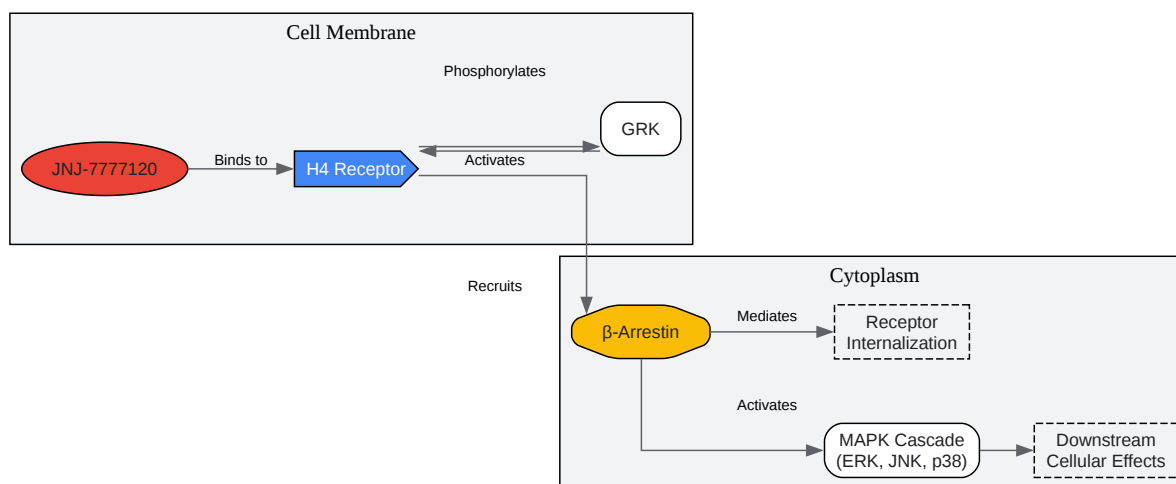 Cell Membrane
Phosphorylates
GRK
JNJ-7777120
Binds to
H4 Receptor
Activates
Recruits
Cytoplasm
β-Arrestin
Mediates
Receptor
Internalization
Activates
MAPK Cascade
(ERK, JNK, p38)
Downstream
Cellular Effects